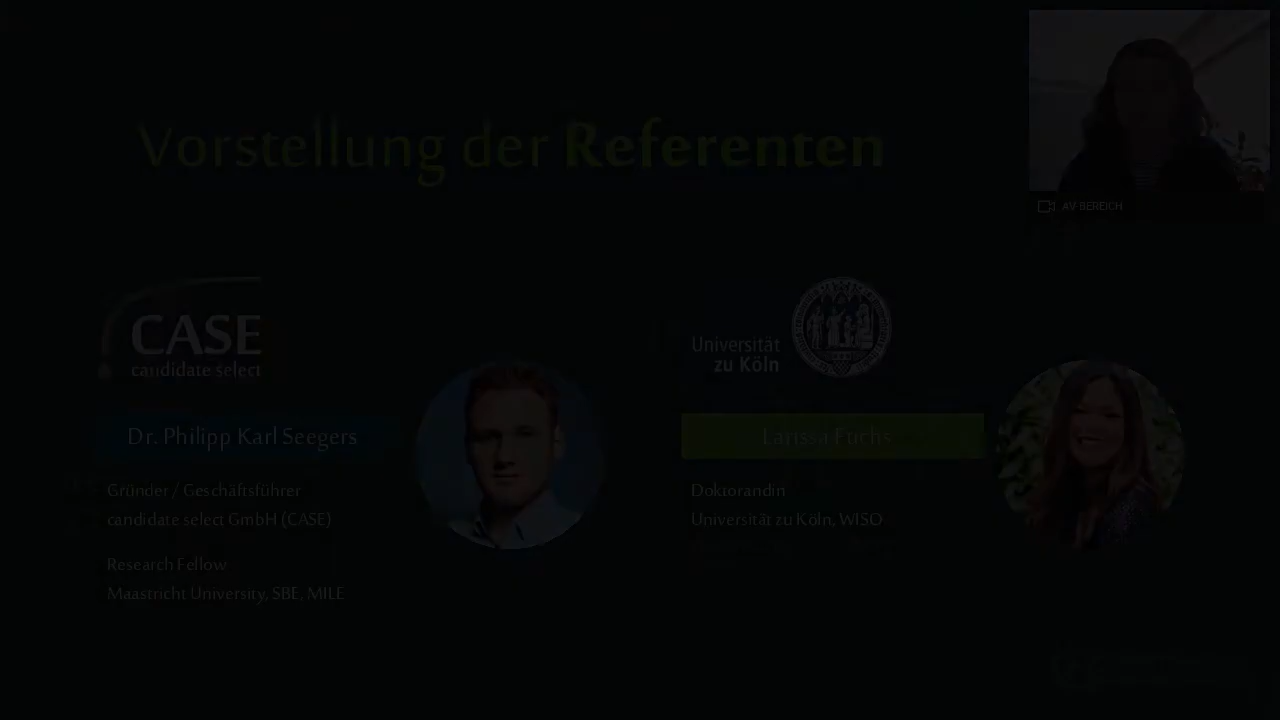 Vorstellung der Referenten
AV BEREICH
CASE
candidate select
Dr. Philipp Karl Seegers
Gründer / Geschäftsführer
candidate select GmbH (CASE)
Research Fellow
Maastricht University, SBE, MILE
Universität
zu Köln
Larissa Fuchs
Doktorandin
Universität zu Köln, WISO